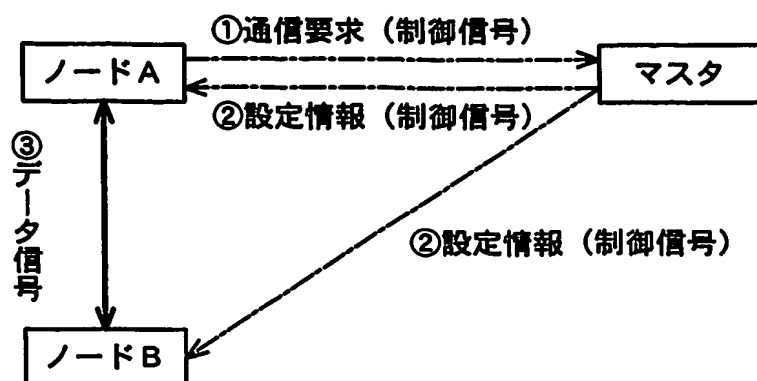 ①通信要求（制御信号）
ノードA
マスタ
②設定情報（制御信号）
③データ信号
②設定情報（制御信号）
ノードB